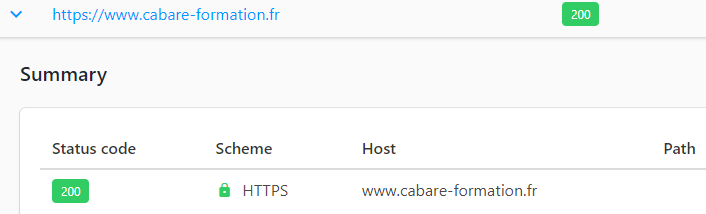 https://www.cabare-formation.fr 200
Summary
Status code Scheme Host Path
200 HTTPS www.cabare-formation.fr